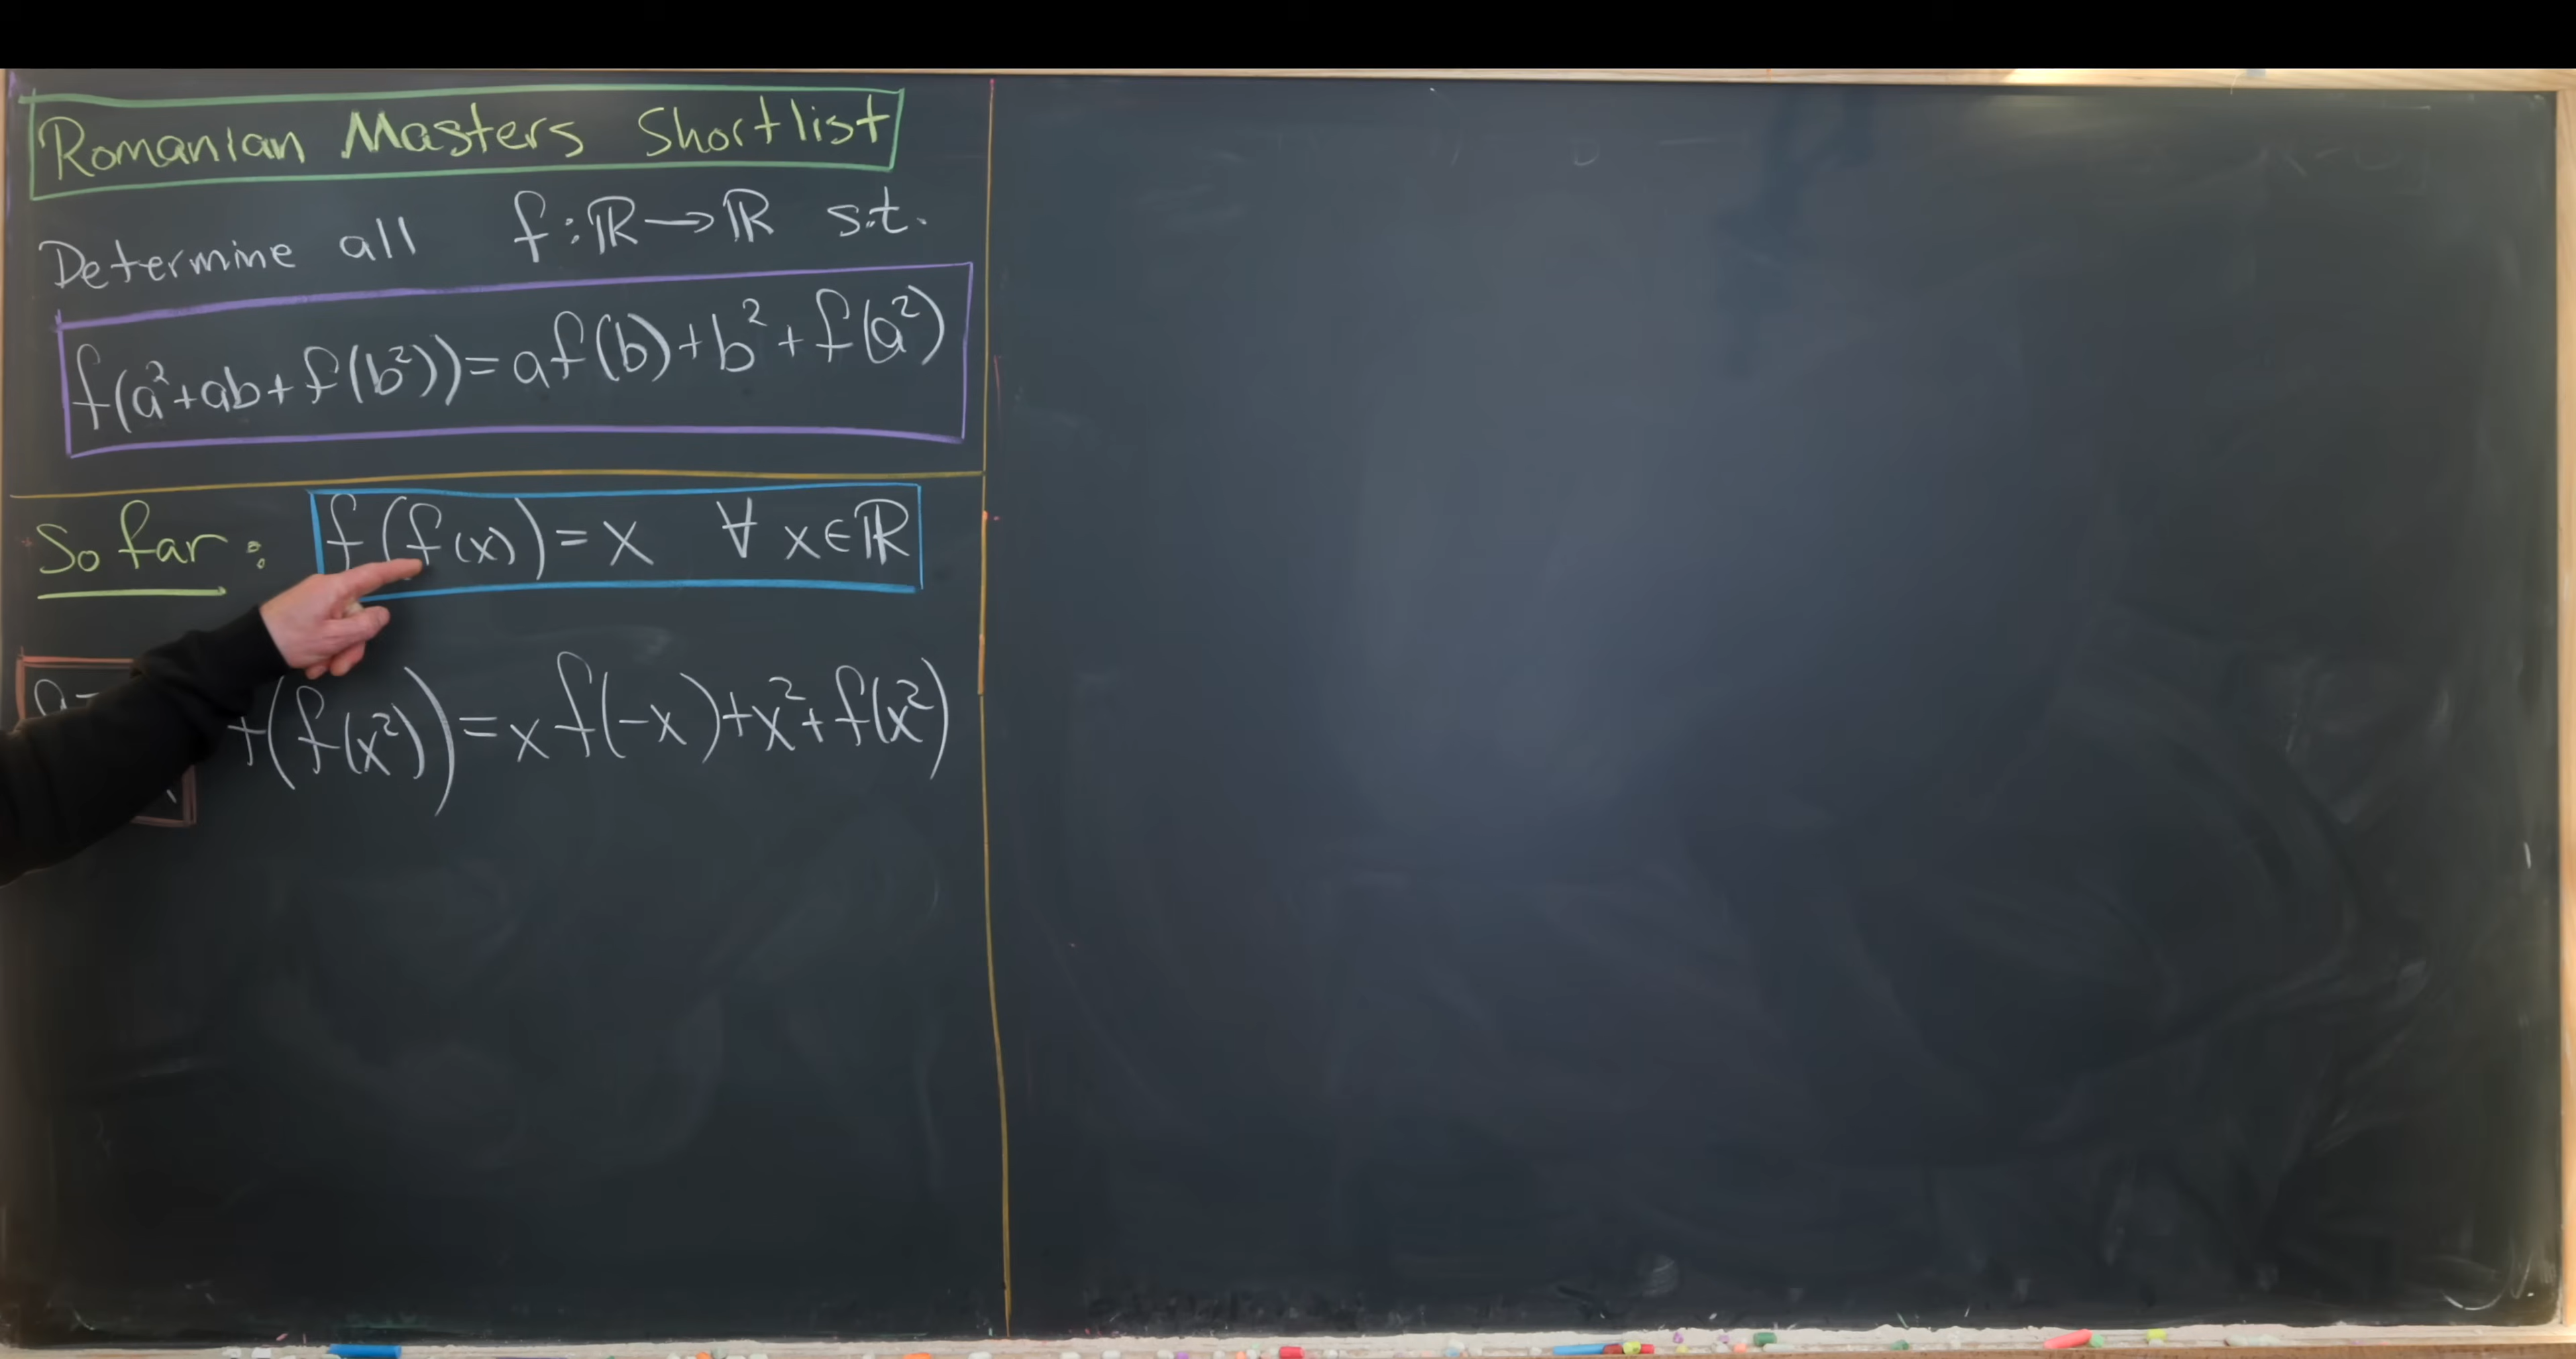 Romanian Masters Shortlist
Determine all f:ℝ→ℝ s.t.
f(a²+ab+f(b²))=af(b)+b²+f(a²)
So far: f(f(x))=x ∀ x∈ℝ
f(f(x²))=xf(-x)+x²+f(x²)